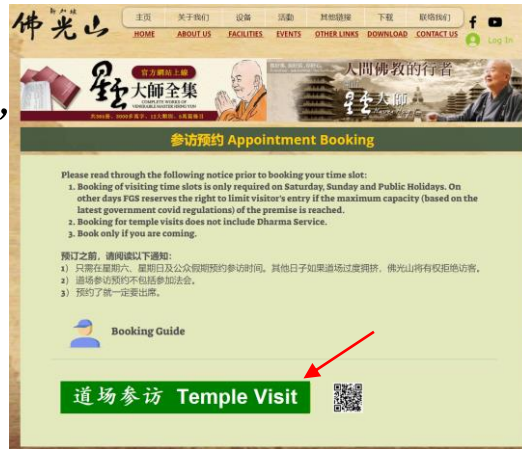 新加坡
佛光山
主页 关于我们 设备 活動 其他链接 下載 联络我们
HOME ABOUT US FACILITIES EVENTS OTHER LINKS DOWNLOAD CONTACT US
Log In
官方網站上線
星雲大師全集
COMPLETE WORKS OF
VENERABLE MASTER HSING YUN
人間佛教的行者
星雲大師
参访预约 Appointment Booking
Please read through the following notice prior to booking your time slot:
1. Booking of visiting time slots is only required on Saturday, Sunday and Public Holidays. On
other days FGS reserves the right to limit visitor's entry if the maximum capacity (based on the
latest government covid regulations) of the premise is reached.
2. Booking for temple visits does not include Dharma Service.
3. Book only if you are coming.
预订之前，请阅读以下通知:
1) 只需在星期六、星期日及公众假期预约参访时间。其他日子如果道场过度拥挤，佛光山将有权拒绝访客。
2) 道场参访预约不包括参加法会。
3) 预约了就一定要出席。
Booking Guide
道场参访 Temple Visit
,